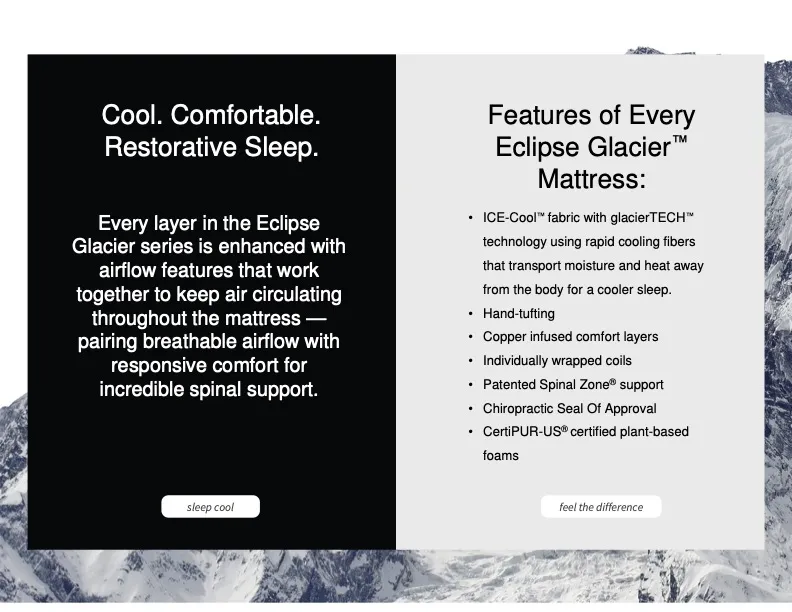 Cool. Comfortable.
Restorative Sleep.
Every layer in the Eclipse
Glacier series is enhanced with
airflow features that work
together to keep air circulating
throughout the mattress —
pairing breathable airflow with
responsive comfort for
incredible spinal support.
sleep cool
Features of Every
Eclipse Glacier™
Mattress:
• ICE-Cool™ fabric with glacierTECH™
technology using rapid cooling fibers
that transport moisture and heat away
from the body for a cooler sleep.
• Hand-tufting
• Copper infused comfort layers
• Individually wrapped coils
• Patented Spinal Zone® support
• Chiropractic Seal Of Approval
• CertiPUR-US® certified plant-based
foams
feel the difference